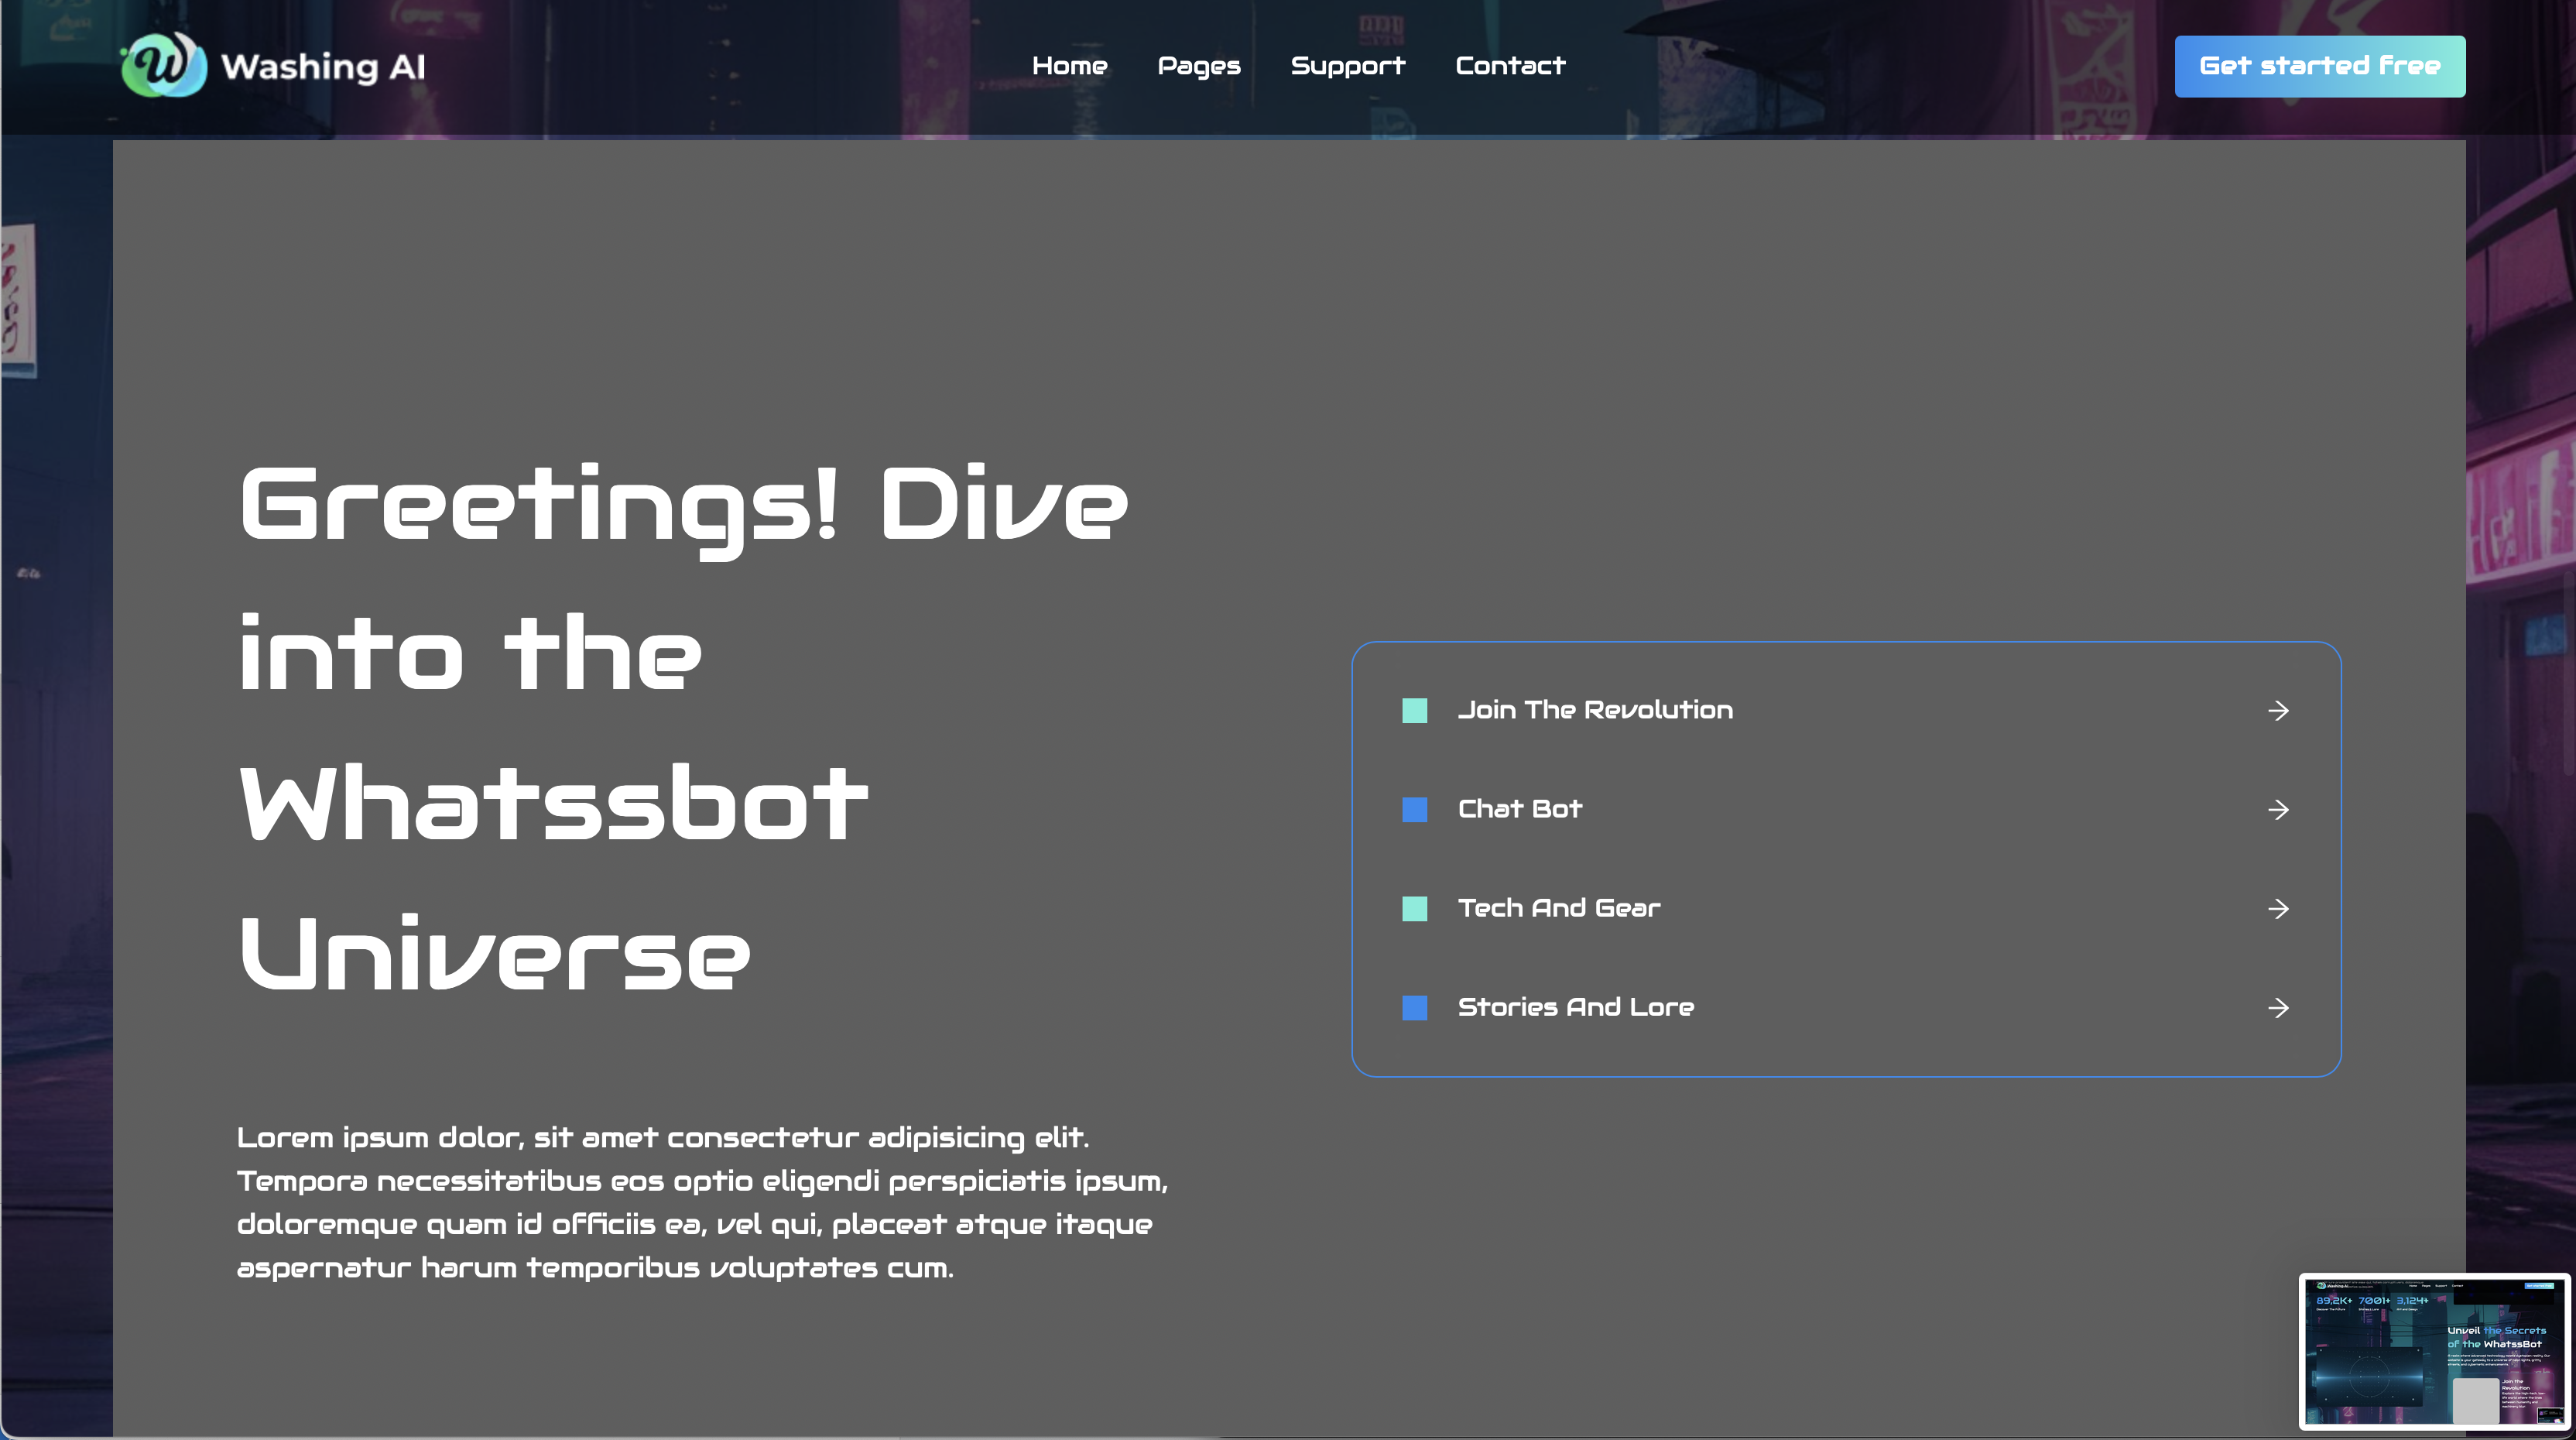 Washing AI
Home Pages Support Contact
Get started free
Greetings! Dive
into the
Whatssbot
Universe
Lorem ipsum dolor, sit amet consectetur adipisicing elit.
Tempora necessitatibus eos optio eligendi perspiciatis ipsum,
doloremque quam id officiis ea, vel qui, placeat atque itaque
aspernatur harum temporibus voluptates cum.
Join The Revolution
Chat Bot
Tech And Gear
Stories And Lore
89,2K+ 7001+ 3,124+
Unveil the Secrets
of the WhatssBot
Join the
Revolution